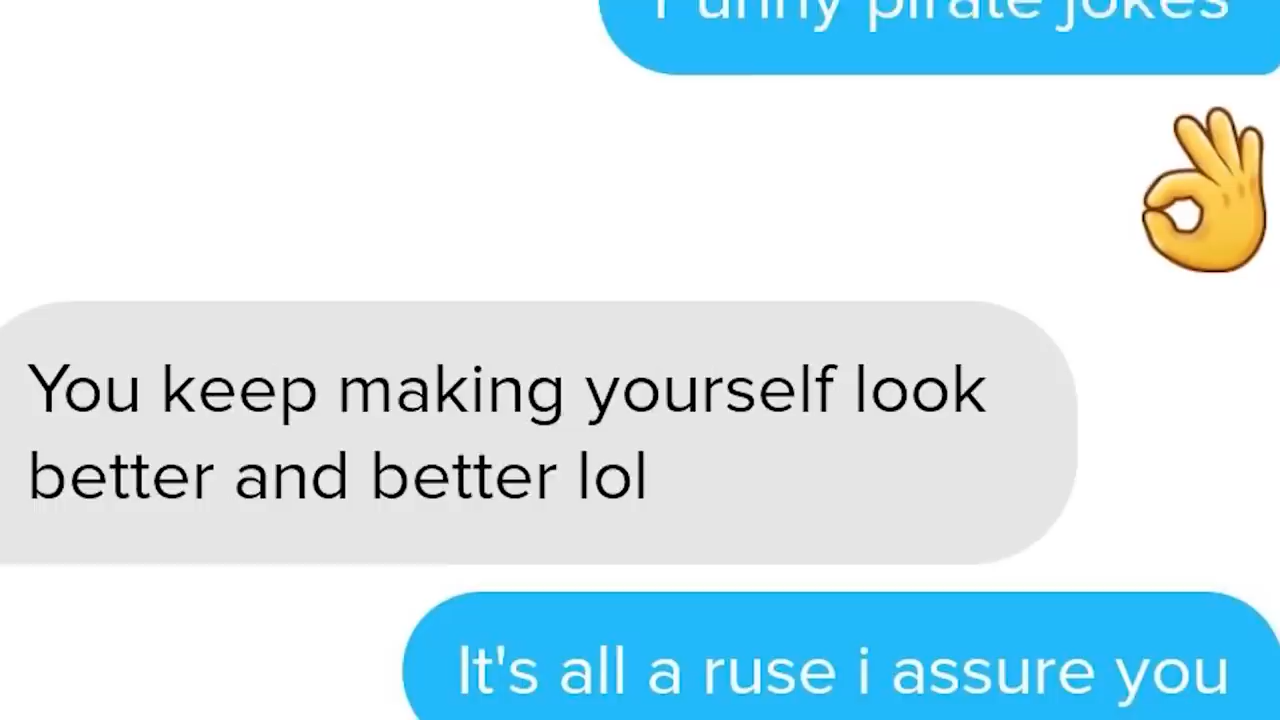 Funny pirate jokes
You keep making yourself look
better and better lol
It's all a ruse i assure you